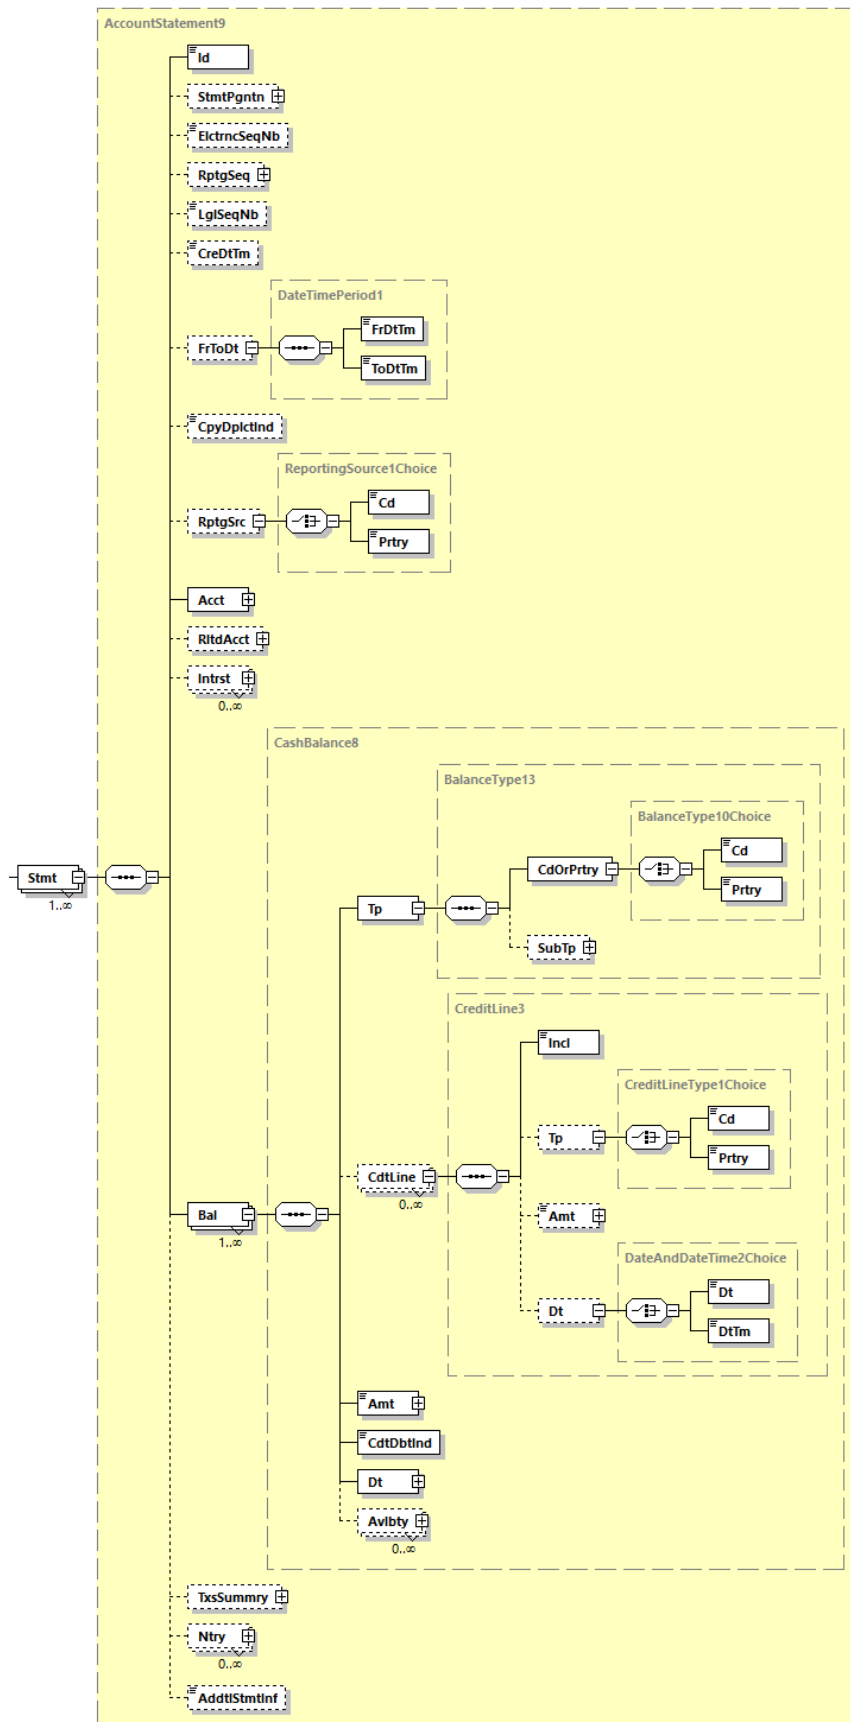 AccountStatement9
Id
StmtPgntn
ElctrncSeqNb
RptgSeq
LglSeqNb
CreDtTm
DateTimePeriod1
FrDtTm
FrToDt
ToDtTm
CpyDplctInd
ReportingSource1Choice
Cd
RptgSrc
Prtry
Acct
RltdAcct
Intrst
0..∞
CashBalance8
BalanceType13
BalanceType10Choice
Cd
CdOrPrtry
Stmt
1..∞
Prtry
Tp
SubTp
CreditLine3
Incl
CreditLineType1Choice
Cd
Tp
Prtry
CdtLine
0..∞
Amt
Bal
1..∞
DateAndDateTime2Choice
Dt
Dt
DtTm
Amt
CdtDbtInd
Dt
Avlbty
0..∞
TxsSummry
Ntry
0..∞
AddtlStmtInf